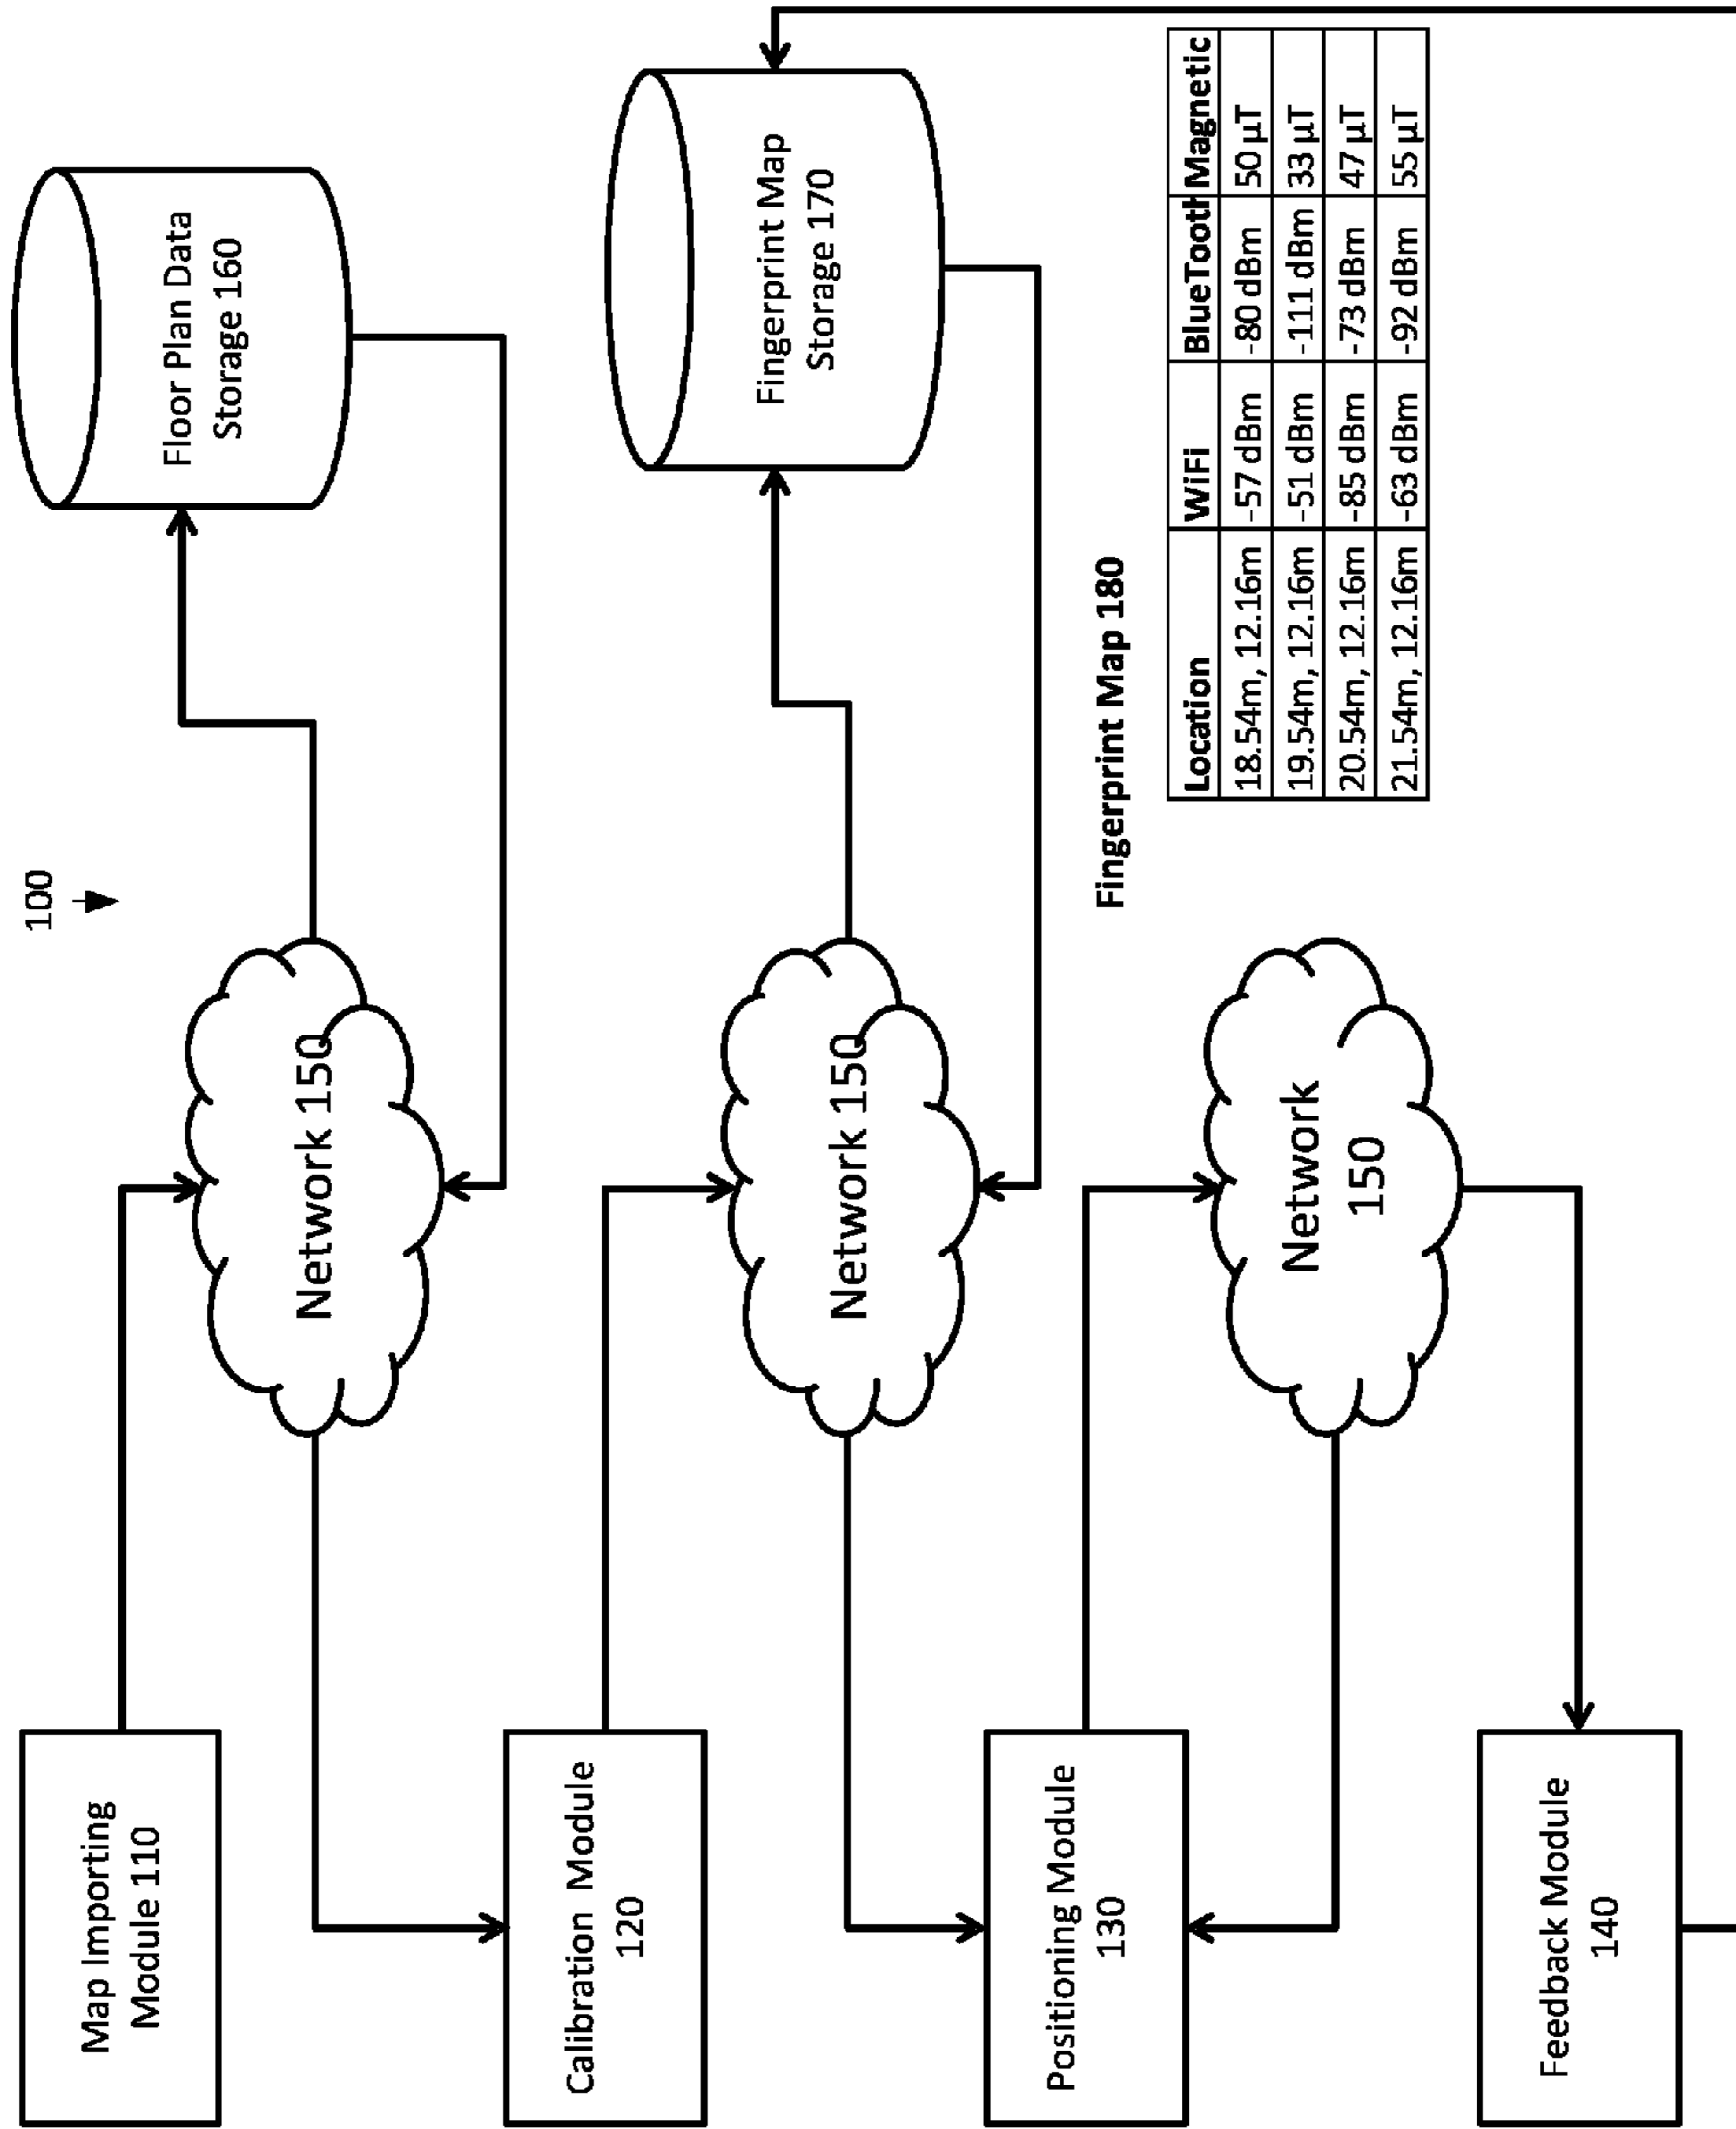 100
Map Importing
Module 110
Network 150
Floor Plan Data
Storage 160
Calibration Module
120
Network 150
Fingerprint Map
Storage 170
Positioning Module
130
Network
150
Fingerprint Map 180
Location WiFi BlueTooth Magnetic
18.54m, 12.16m -57 dBm -80 dBm 50 µT
19.54m, 12.16m -51 dBm -111 dBm 33 µT
20.54m, 12.16m -85 dBm -73 dBm 47 µT
21.54m, 12.16m -63 dBm -92 dBm 55 µT
Feedback Module
140